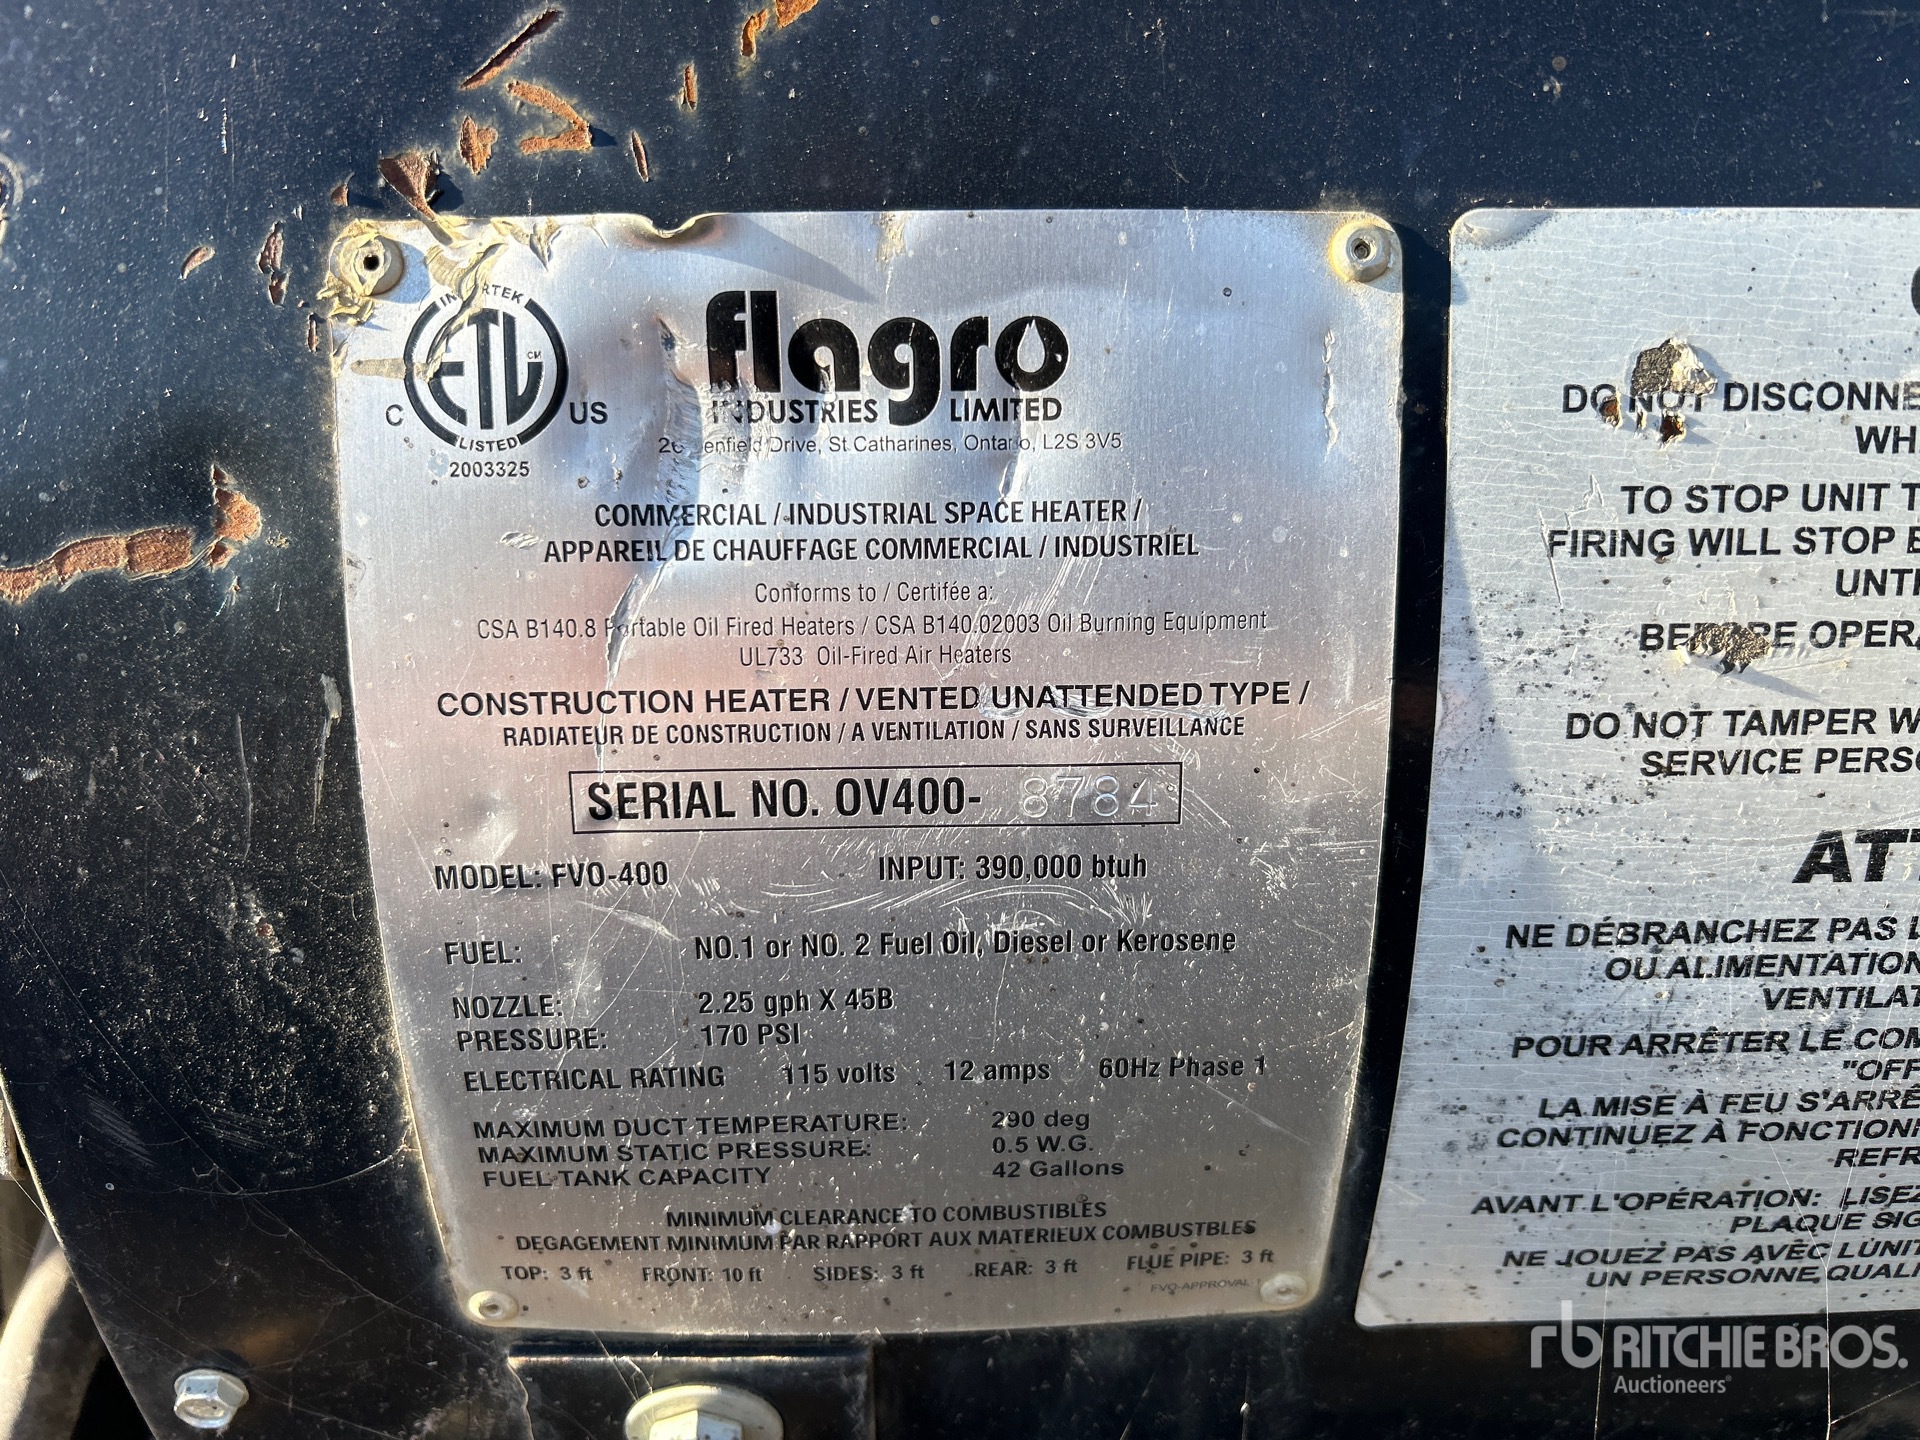 ETL CM
LISTED
C US
2003325
flagro
INDUSTRIES LIMITED
Drive, St.Catharines, Ontario, L2S 3V5
COMMERCIAL / INDUSTRIAL SPACE HEATER /
APPAREIL DE CHAUFFAGE COMMERCIAL / INDUSTRIEL
Conforms to / Certifée a:
CSA B140.8 Portable Oil Fired Heaters / CSA B140.02003 Oil Burning Equipment
UL733 Oil-Fired Air Heaters
CONSTRUCTION HEATER / VENTED UNATTENDED TYPE /
RADIATEUR DE CONSTRUCTION / A VENTILATION / SANS SURVEILLANCE
SERIAL NO. OV400- 8784
MODEL: FVO-400 INPUT: 390,000 btuh
FUEL: NO.1 or NO. 2 Fuel Oil, Diesel or Kerosene
NOZZLE: 2.25 gph X 45B
PRESSURE: 170 PSI
ELECTRICAL RATING 115 volts 12 amps 60Hz Phase 1
MAXIMUM DUCT TEMPERATURE: 290 deg
MAXIMUM STATIC PRESSURE: 0.5 W.G.
FUEL TANK CAPACITY 42 Gallons
MINIMUM CLEARANCE TO COMBUSTIBLES
DEGAGEMENT MINIMUM PAR RAPPORT AUX MATERIEUX COMBUSTBLES
TOP: 3 ft FRONT: 10 ft SIDES: 3 ft REAR: 3 ft FLUE PIPE: 3 ft
FVO-APPROVAL
DO NOT DISCONNE
WH
TO STOP UNIT T
FIRING WILL STOP
UNT
BEFORE OPERA
DO NOT TAMPER W
SERVICE PERS
ATT
NE DÉBRANCHEZ PAS L
OU ALIMENTATION
VENTILAT
POUR ARRÊTER LE COM
"OFF
LA MISE À FEU S'ARRÊ
CONTINUEZ À FONCTION
REFR
AVANT L'OPÉRATION: LISEZ
PLAQUE SIG
NE JOUEZ PAS AVEC L'UNIT
UN PERSONNE QUALI
rb RITCHIE BROS.
Auctioneers